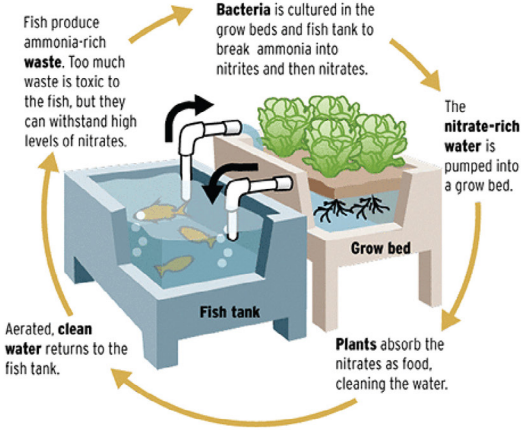 Fish produce
ammonia-rich
waste. Too much
waste is toxic to
the fish, but they
can withstand high
levels of nitrates.
Bacteria is cultured in the
grow beds and fish tank to
break ammonia into
nitrites and then nitrates.
The
nitrate-rich
water is
pumped into
a grow bed.
Grow bed
Fish tank
Plants absorb the
nitrates as food,
cleaning the water.
Aerated, clean
water returns to the
fish tank.